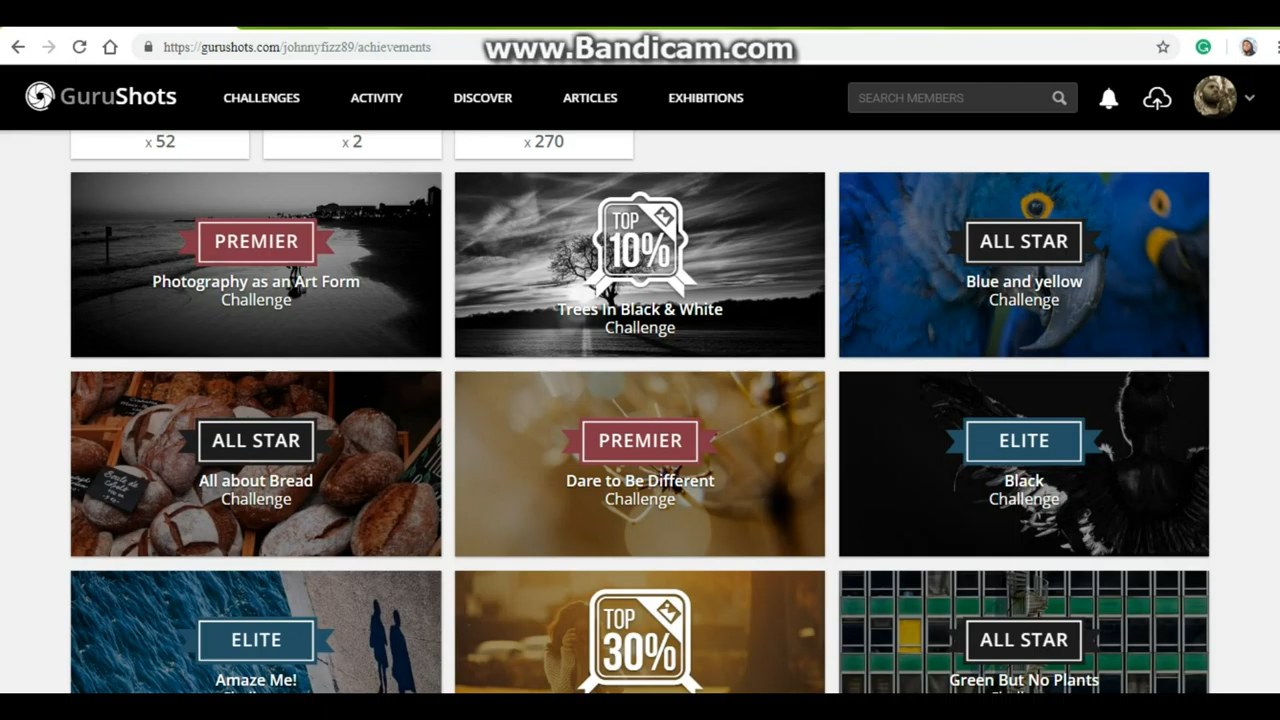 www.Bandicam.com
https://gurushots.com/johnnyfizz89/achievements
GuruShots
CHALLENGES
ACTIVITY
DISCOVER
ARTICLES
EXHIBITIONS
SEARCH MEMBERS
x 52
x 2
x 270
PREMIER
Photography as an Art Form
Challenge
TOP
10%
Trees In Black & White
Challenge
ALL STAR
Blue and yellow
Challenge
ALL STAR
All about Bread
Challenge
PREMIER
Dare to Be Different
Challenge
ELITE
Black
Challenge
ELITE
Amaze Me!
TOP
30%
ALL STAR
Green But No Plants